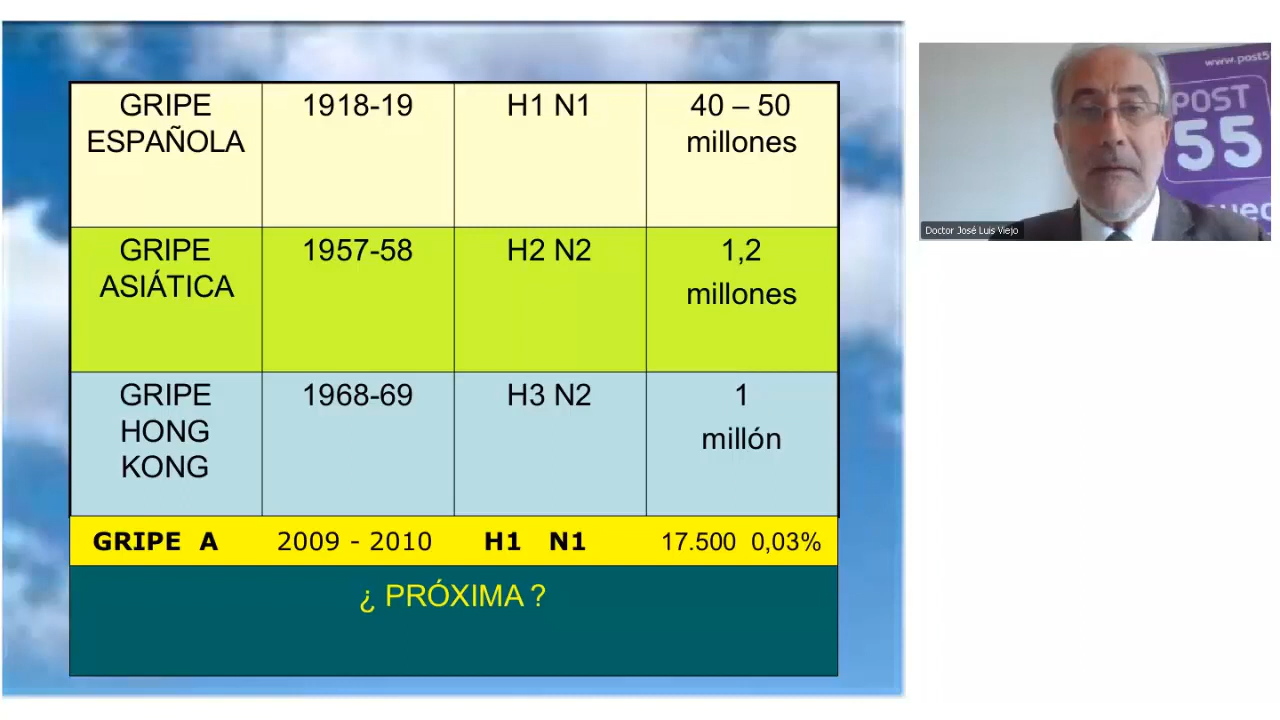 GRIPE ESPAÑOLA 1918-19 H1 N1 40 – 50 millones
GRIPE ASIÁTICA 1957-58 H2 N2 1,2 millones
GRIPE HONG KONG 1968-69 H3 N2 1 millón
GRIPE A 2009 - 2010 H1 N1 17.500 0,03%
¿ PRÓXIMA ?
POST
55
Doctor José Luis Viejo